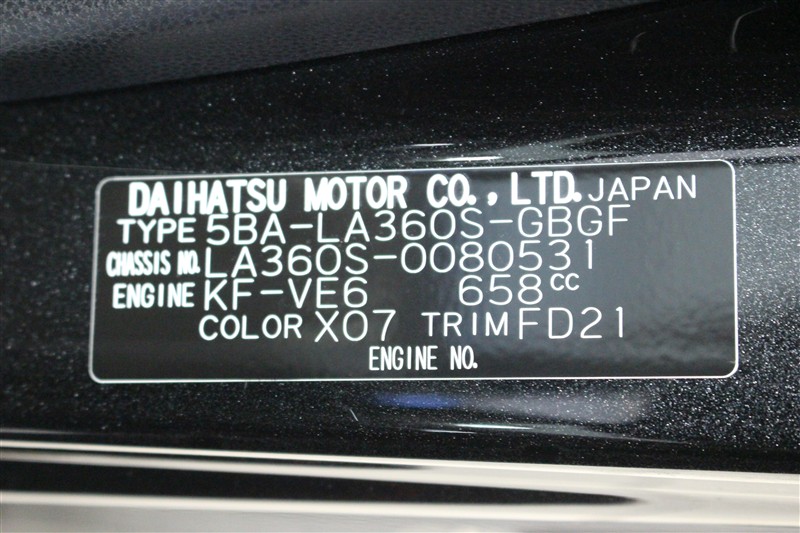 DAIHATSU MOTOR CO., LTD. JAPAN
TYPE 5BA-LA360S-GBGF
CHASSIS NO. LA360S-0080531
ENGINE KF-VE6 658cc
COLOR X07 TRIM FD21
ENGINE NO.